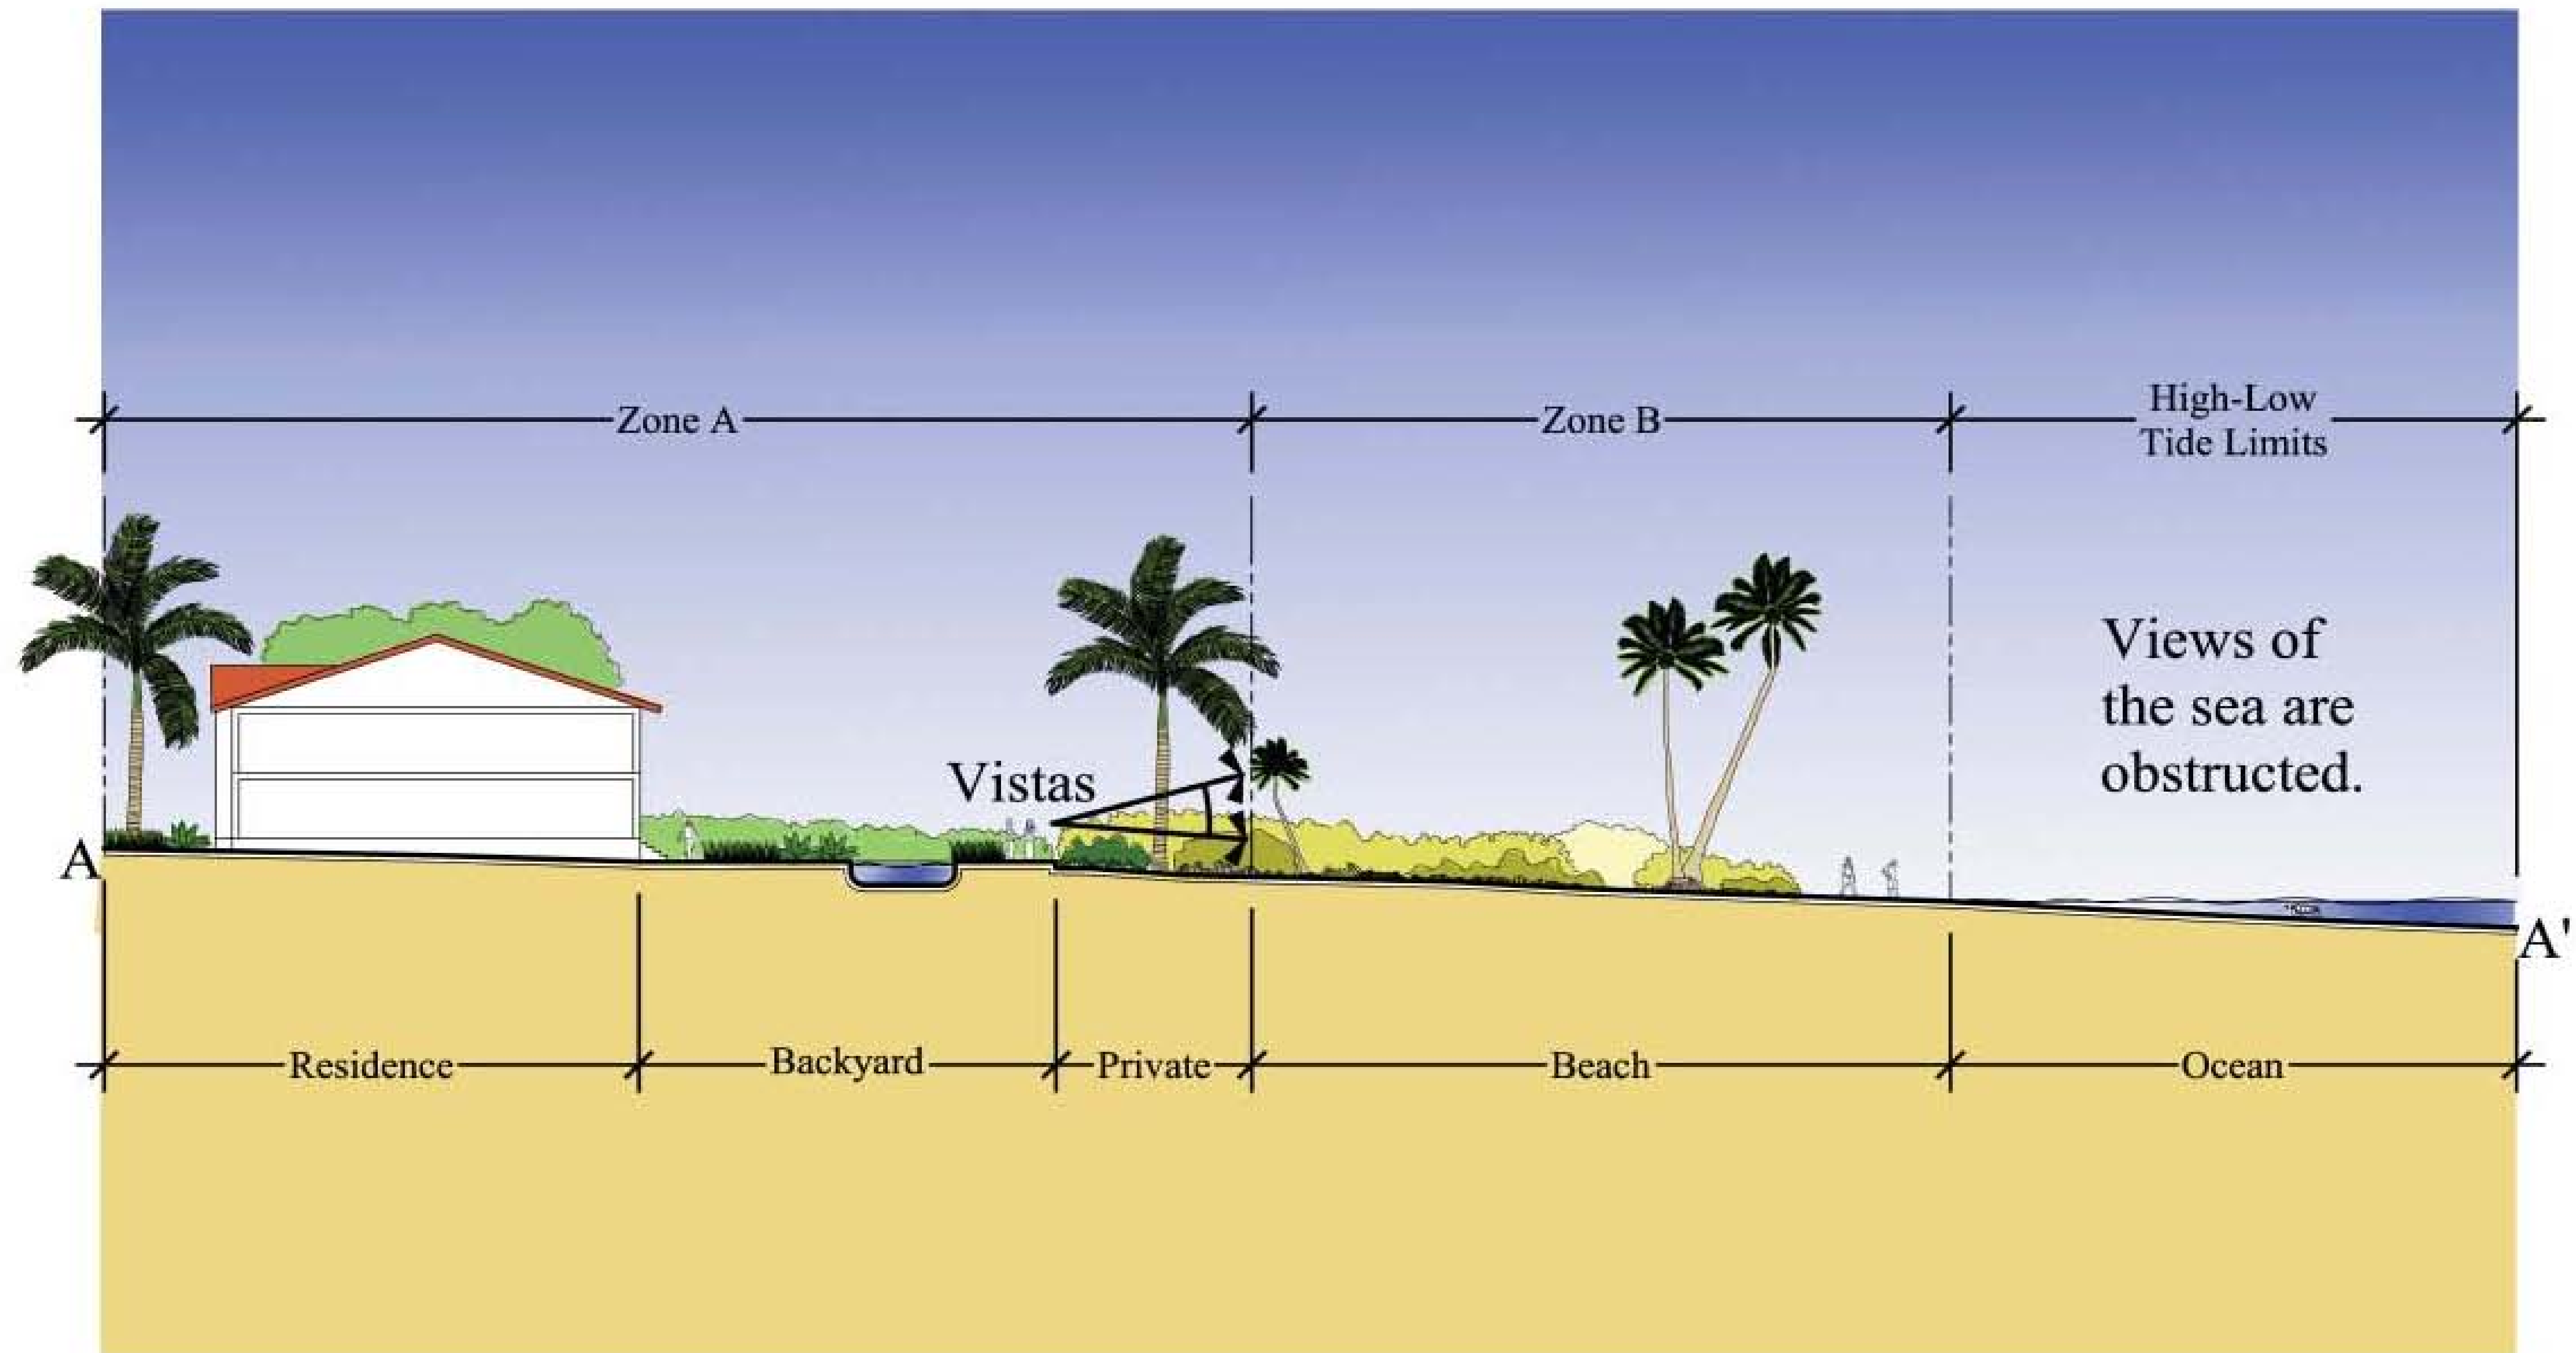 Zone A
Zone B
High-Low
Tide Limits
Views of
the sea are
obstructed.
Vistas
A
A'
Residence
Backyard
Private
Beach
Ocean